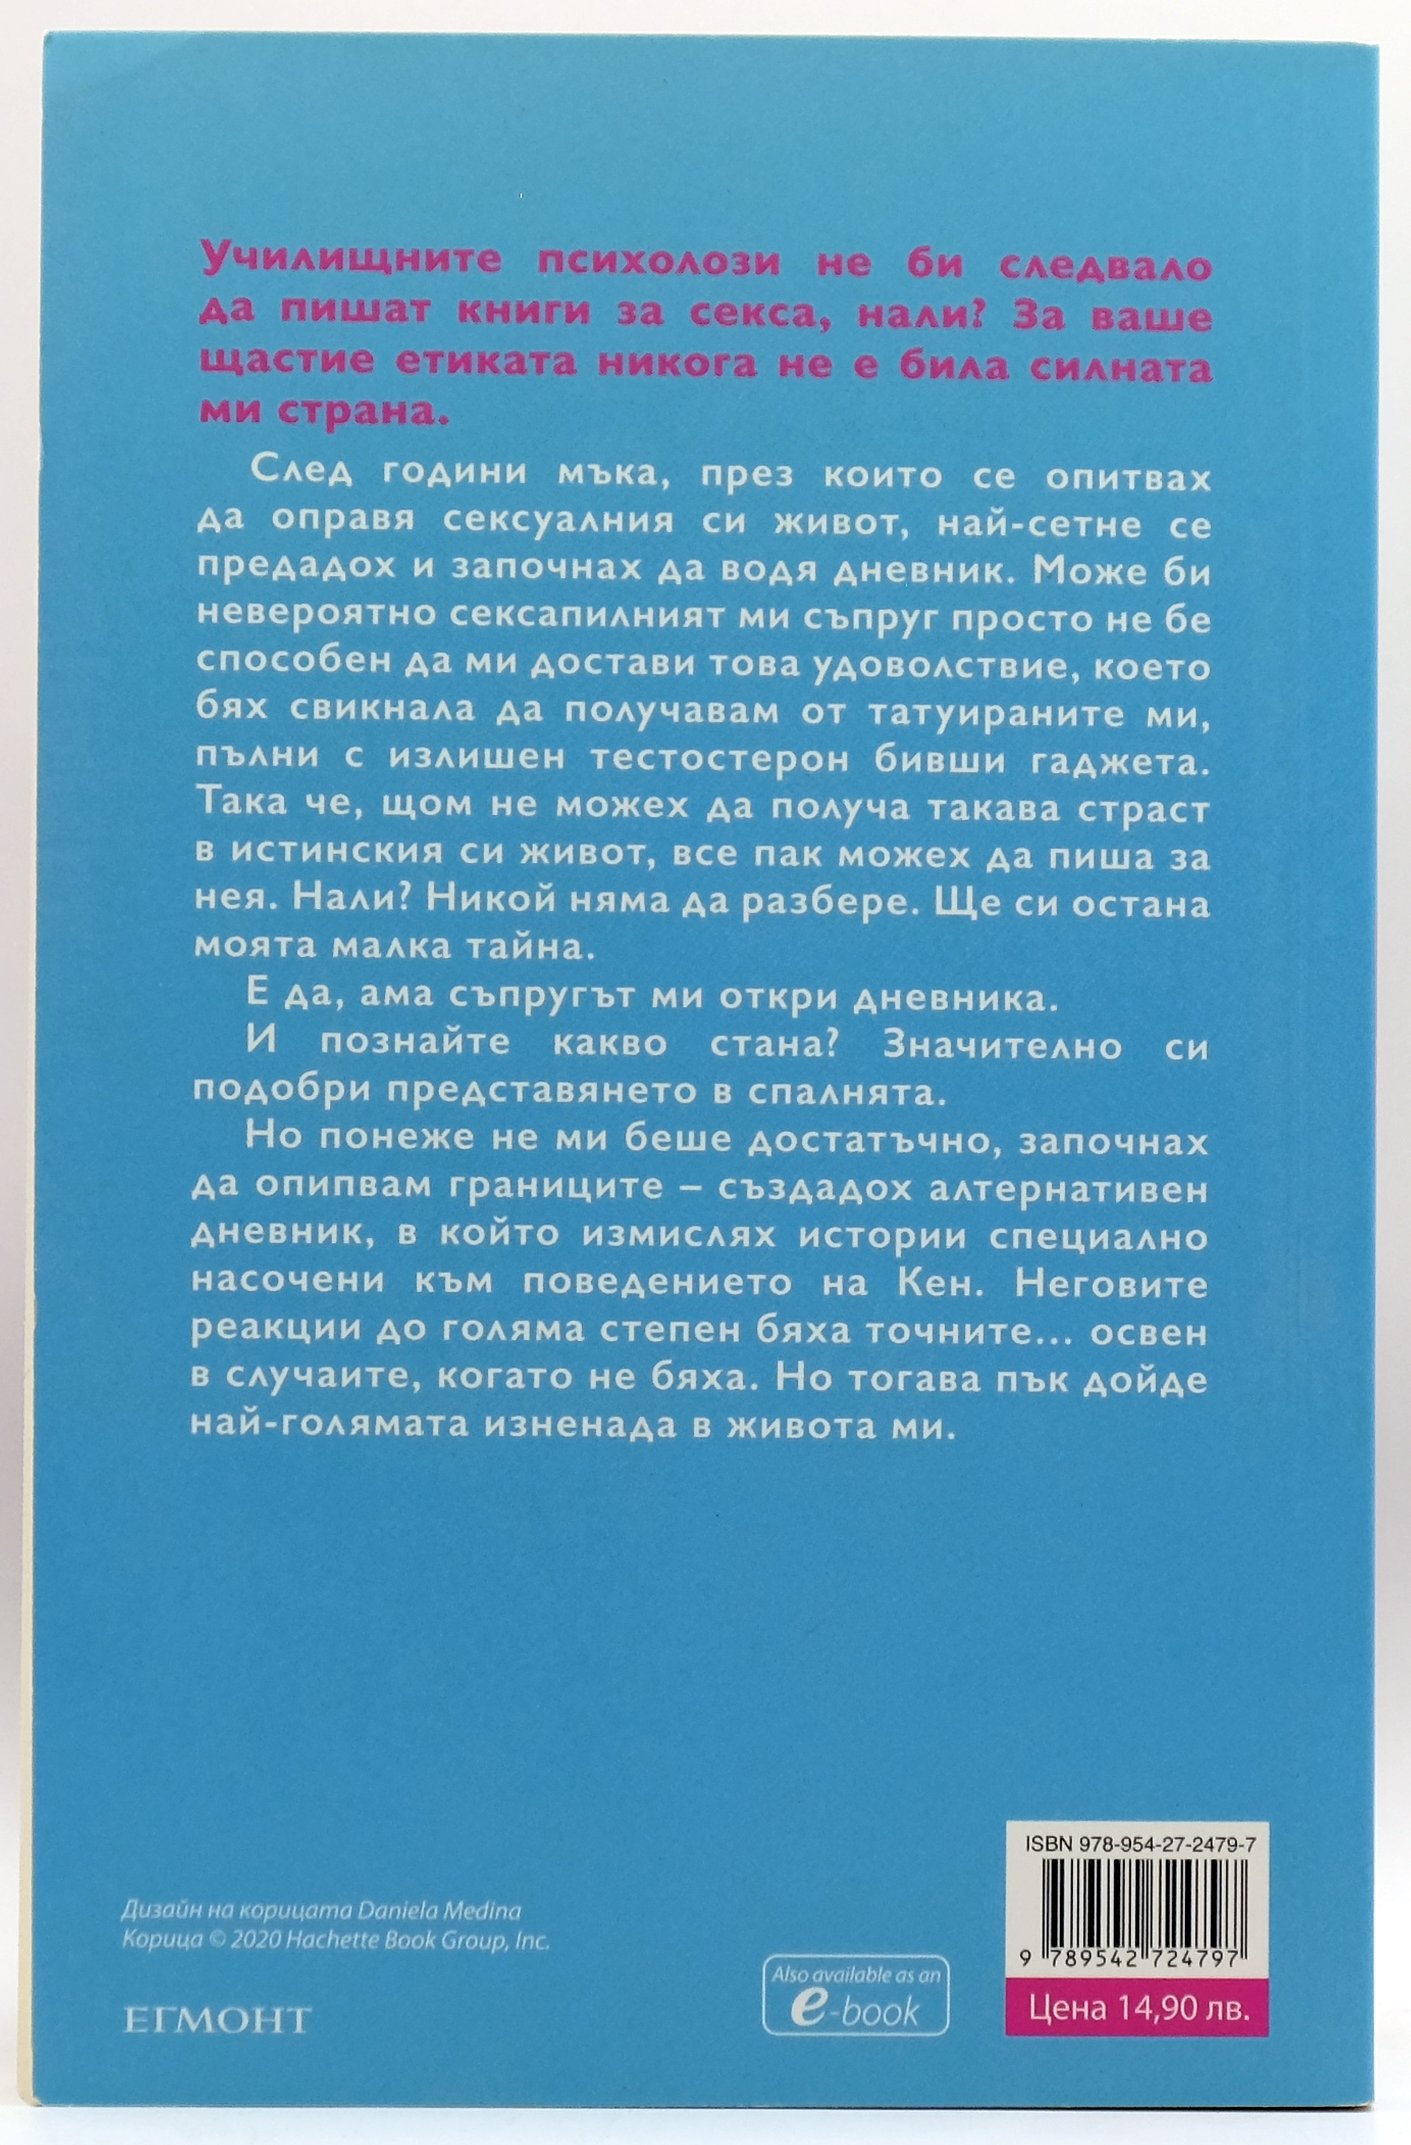 Училищните психолози не би следвало
да пишат книги за секса, нали? За ваше
щастие етиката никога не е била силната
ми страна.
След години мъка, през които се опитвах
да оправя сексуалния си живот, най-сетне се
предадох и започнах да водя дневник. Може би
невероятно сексапилният ми съпруг просто не бе
способен да ми достави това удоволствие, което
бях свикнала да получавам от татуираните ми,
пълни с излишен тестостерон бивши гаджета.
Така че, щом не можех да получа такава страст
в истинския си живот, все пак можех да пиша за
нея. Нали? Никой няма да разбере. Ще си остана
моята малка тайна.
Е да, ама съпругът ми откри дневника.
И познайте какво стана? Значително си
подобри представянето в спалнята.
Но понеже не ми беше достатъчно, започнах
да опипвам границите – създадох алтернативен
дневник, в който измислях истории специално
насочени към поведението на Кен. Неговите
реакции до голяма степен бяха точните... освен
в случаите, когато не бяха. Но тогава пък дойде
най-голямата изненада в живота ми.
Дизайн на корицата Daniela Medina
Корица © 2020 Hachette Book Group, Inc.
ЕГМОНТ
Also available as an
e-book
ISBN 978-954-27-2479-7
9 789542 724797
Цена 14,90 лв.